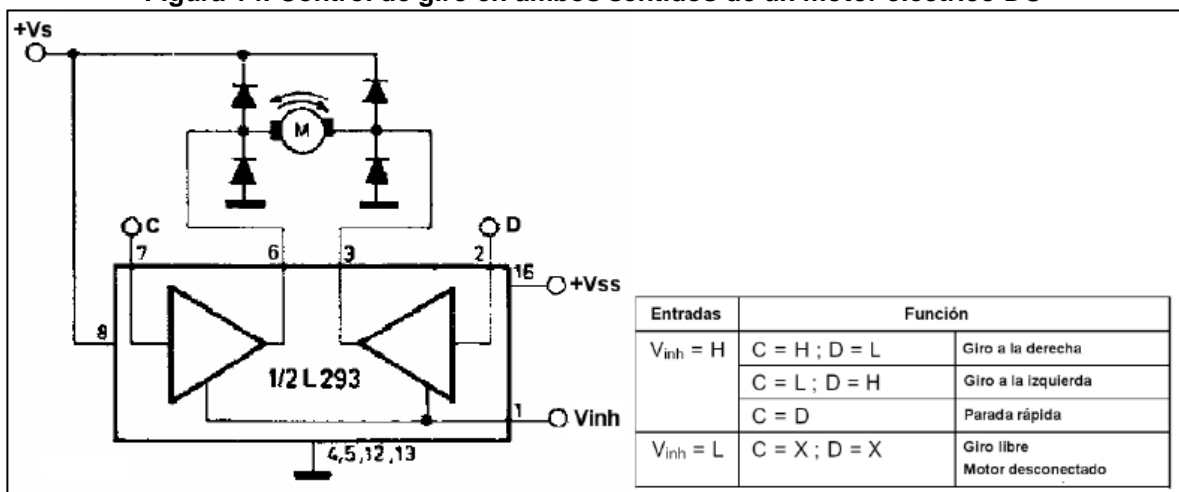 Figura 14. Control de giro en ambos sentidos de un motor eléctrico DC
+Vs
M
C
D
7
6
3
2
16
+Vss
8
1/2 L293
1
Vinh
4,5,12,13
Entradas Función
Vinh = H C = H ; D = L Giro a la derecha
C = L ; D = H Giro a la izquierda
C = D Parada rápida
Vinh = L C = X ; D = X Giro libre
Motor desconectado